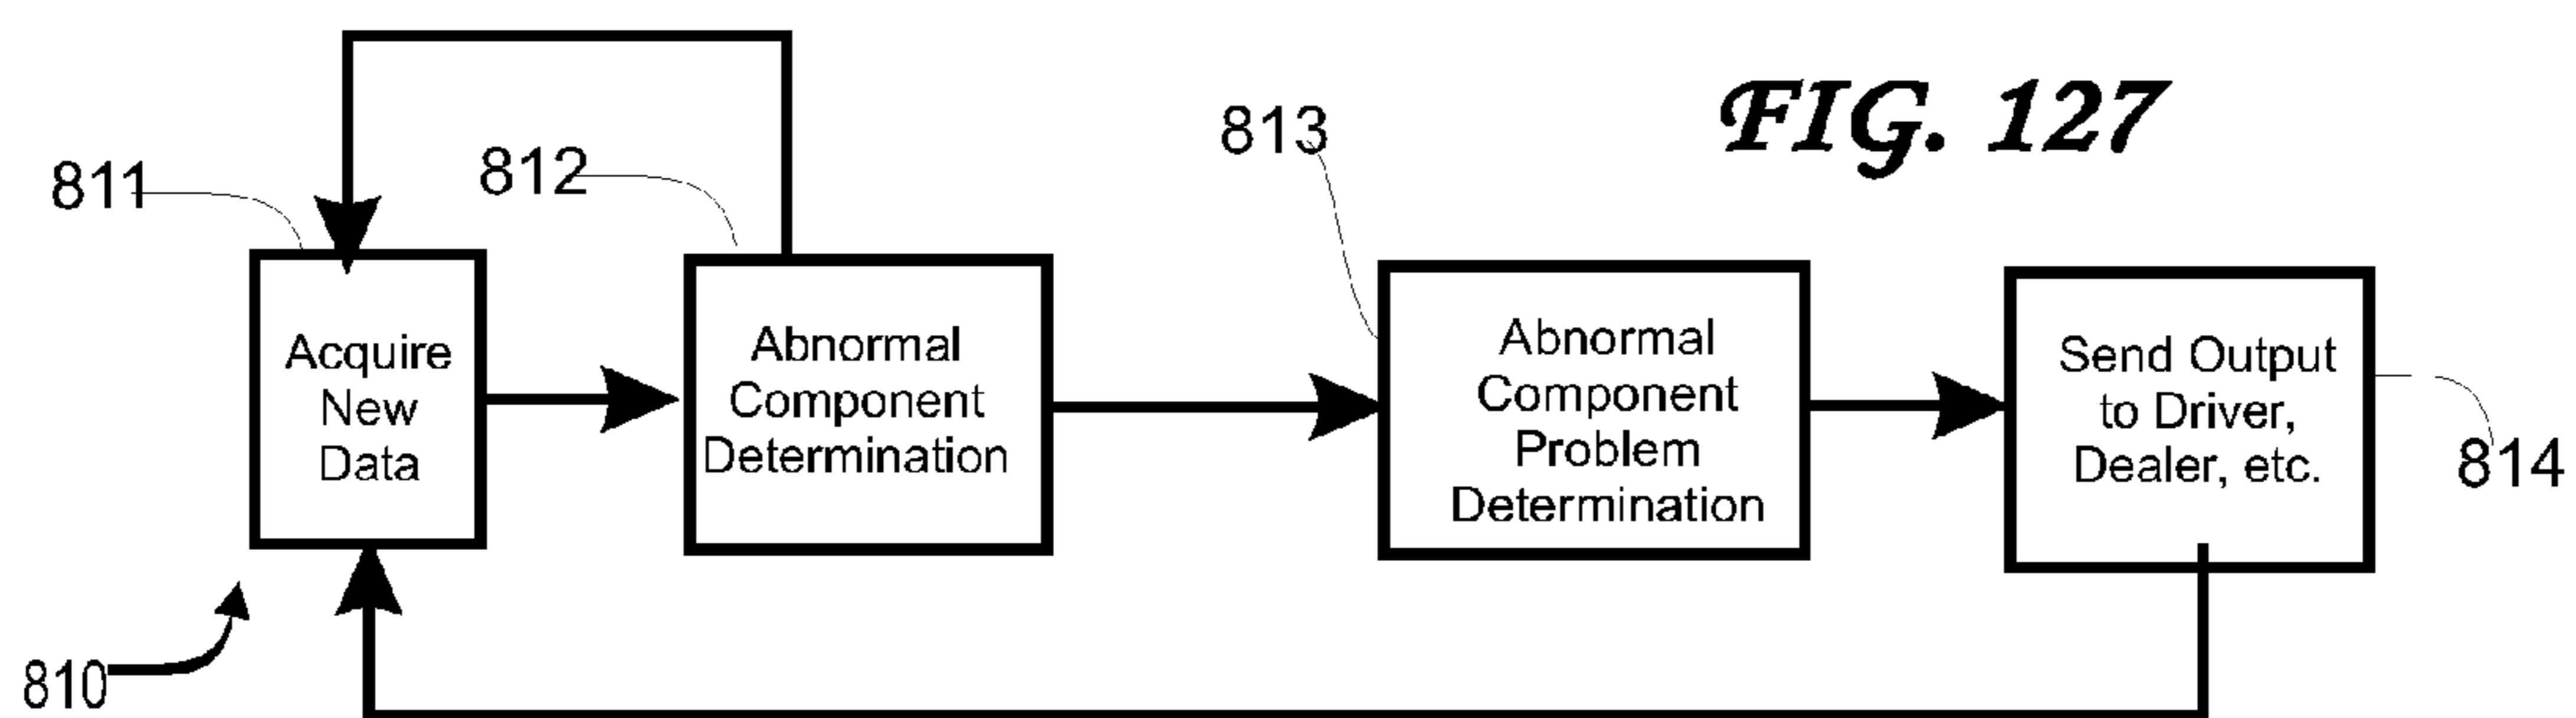 FIG. 127
811
812
813
Acquire
New
Data
Abnormal
Component
Determination
Abnormal
Component
Problem
Determination
Send Output
to Driver,
Dealer, etc.
814
810